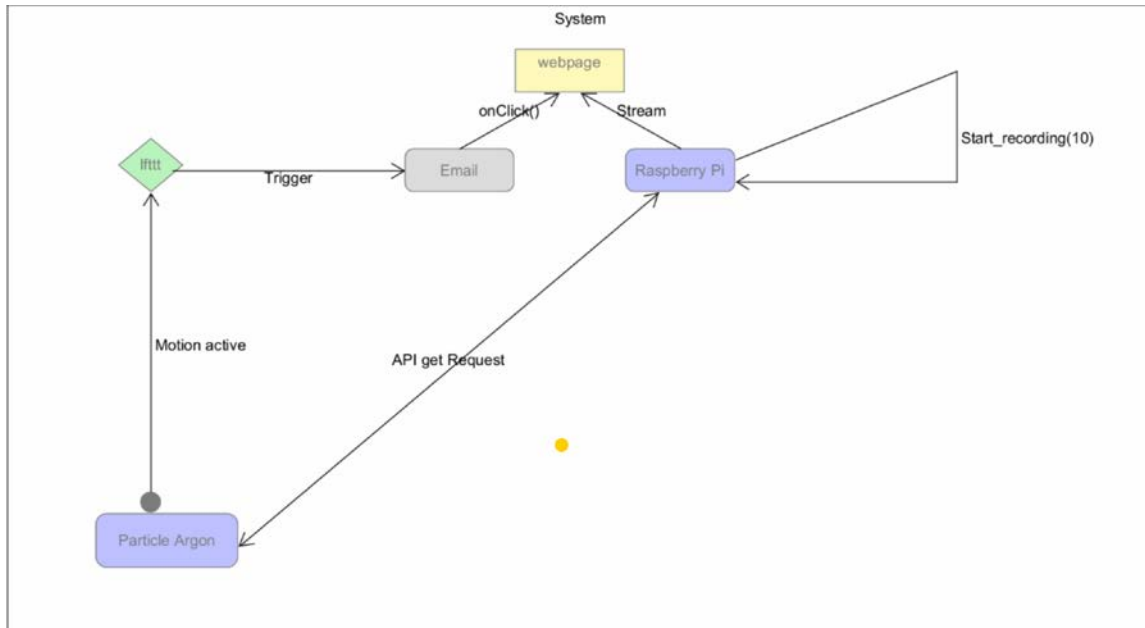 System
webpage
onClick()
Stream
Ifttt
Trigger
Email
Raspberry Pi
Start_recording(10)
Motion active
API get Request
Particle Argon